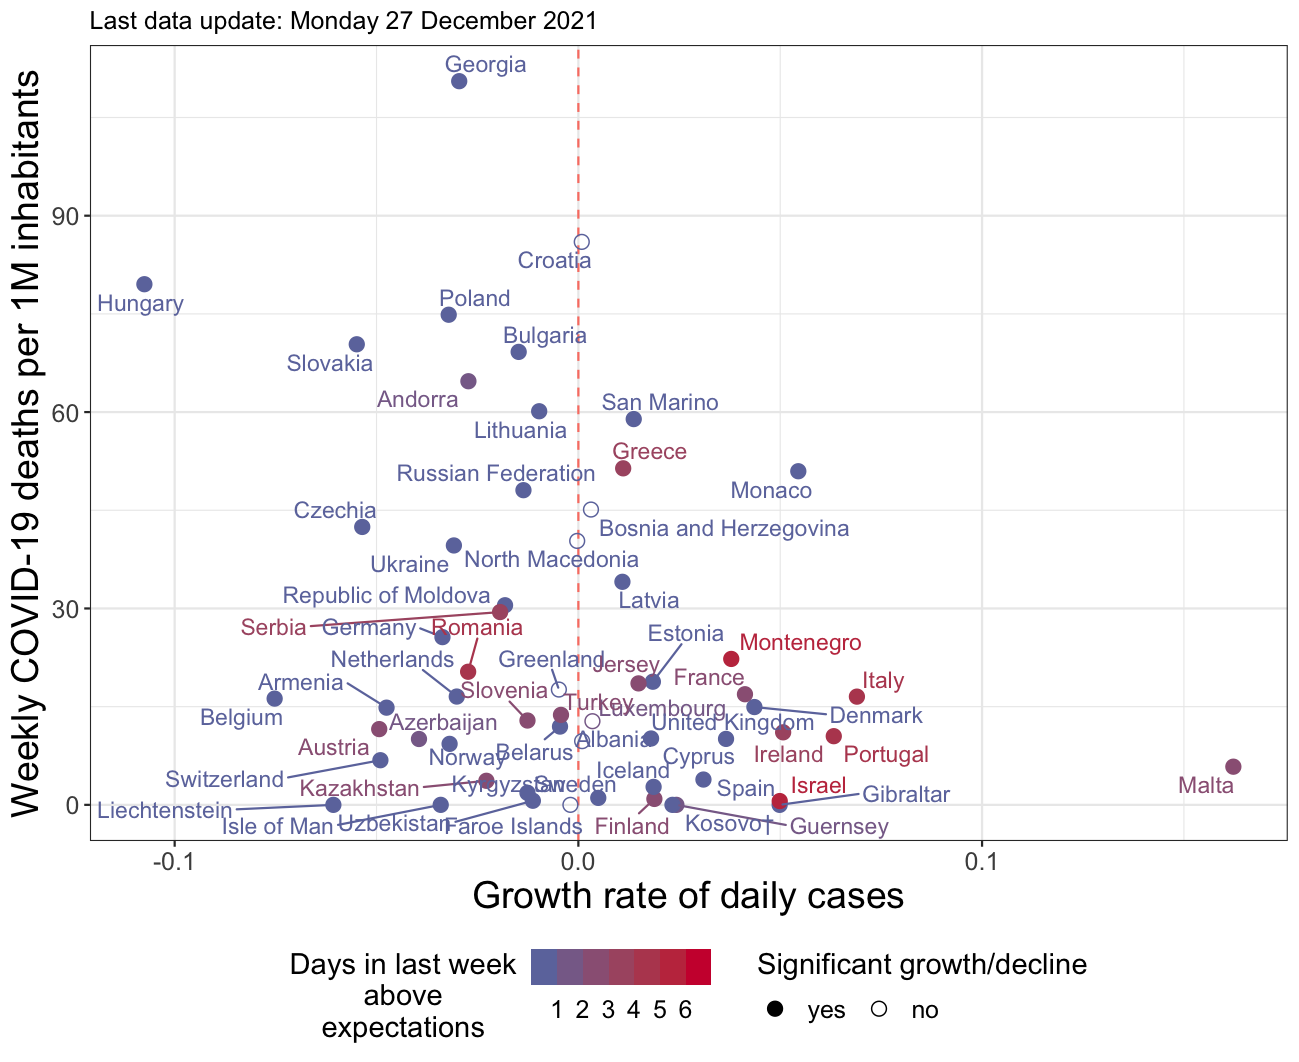 Last data update: Monday 27 December 2021
Weekly COVID-19 deaths per 1M inhabitants
90
60
30
0
Georgia
Croatia
Hungary
Poland
Bulgaria
Slovakia
Andorra
San Marino
Lithuania
Greece
Russian Federation
Monaco
Czechia
Bosnia and Herzegovina
Ukraine
North Macedonia
Republic of Moldova
Latvia
Serbia
Germany
Romania
Estonia
Montenegro
Netherlands
Greenland
Jersey
France
Italy
Armenia
Slovenia
Turkey
Luxembourg
Belgium
Azerbaijan
United Kingdom
Denmark
Austria
Norway
Belarus
Albania
Cyprus
Ireland
Portugal
Switzerland
Kazakhstan
Kyrgyzstan
Sweden
Iceland
Spain
Israel
Malta
Gibraltar
Liechtenstein
Isle of Man
Uzbekistan
Faroe Islands
Finland
Kosovo†
Guernsey
-0.1
0.0
0.1
Growth rate of daily cases
Days in last week
above
expectations
1 2 3 4 5 6
Significant growth/decline
yes
no